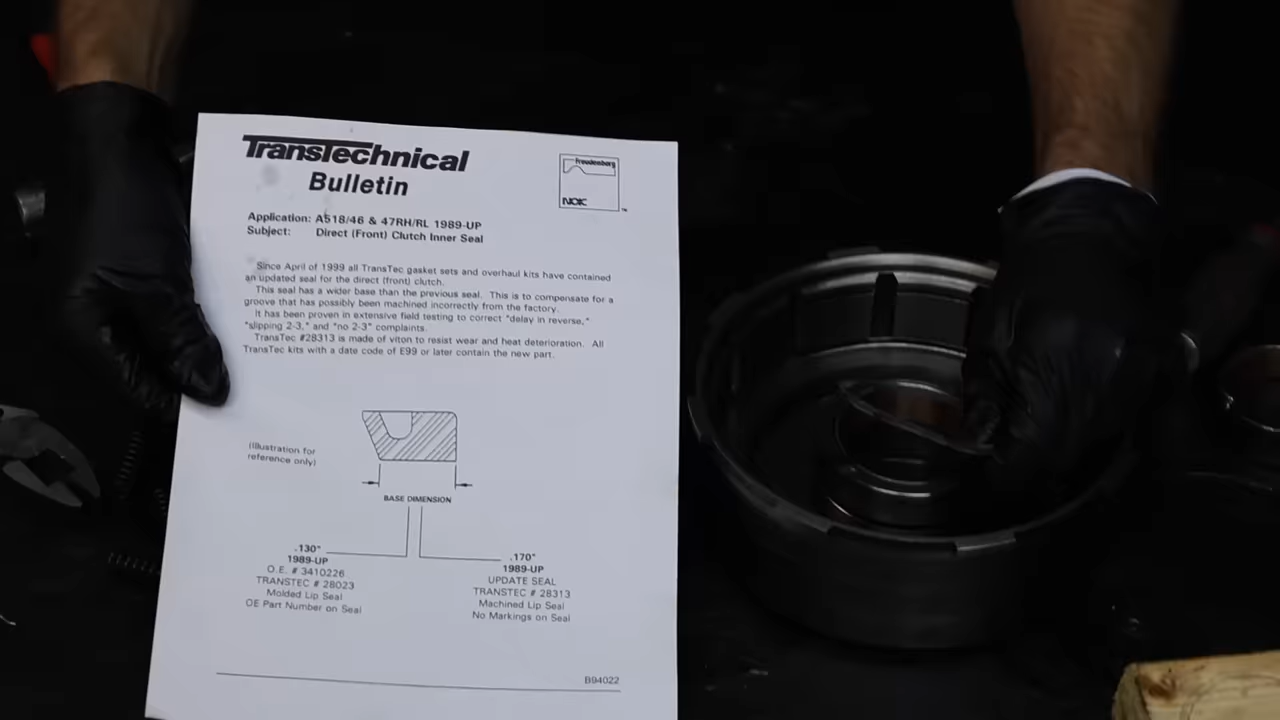 TransTechnical
Bulletin
Freudenberg
NOK
Application: A518/46 & 47RH/RL 1989-UP
Subject: Direct (Front) Clutch Inner Seal
Since April of 1999 all TransTec gasket sets and overhaul kits have contained
an updated seal for the direct (front) clutch.
This seal has a wider base than the previous seal. This is to compensate for a
groove that has possibly been machined incorrectly from the factory.
It has been proven in extensive field testing to correct "delay in reverse,"
"slipping 2-3," and "no 2-3" complaints.
TransTec #28313 is made of viton to resist wear and heat deterioration. All
TransTec kits with a date code of E99 or later contain the new part.
(Illustration for
reference only)
BASE DIMENSION
.130"
1989-UP
O.E. # 3410226
TRANSTEC # 28023
Molded Lip Seal
OE Part Number on Seal
.170"
1989-UP
UPDATE SEAL
TRANSTEC # 28313
Machined Lip Seal
No Markings on Seal
B94022